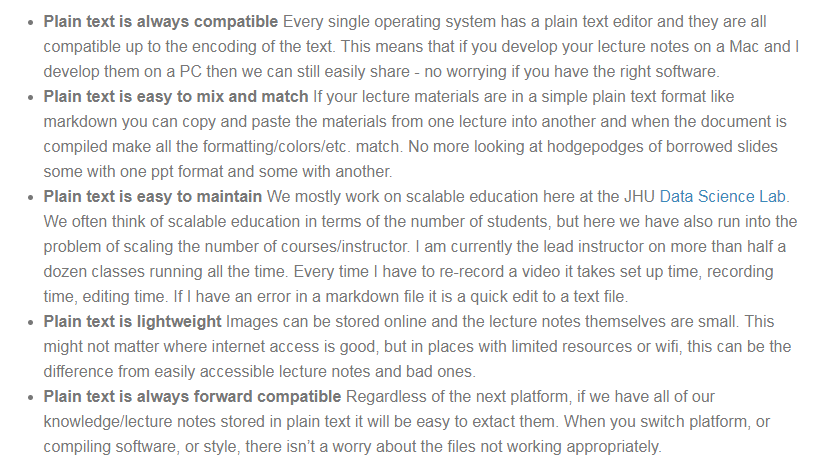 • Plain text is always compatible Every single operating system has a plain text editor and they are all
compatible up to the encoding of the text. This means that if you develop your lecture notes on a Mac and I
develop them on a PC then we can still easily share - no worrying if you have the right software.
• Plain text is easy to mix and match If your lecture materials are in a simple plain text format like
markdown you can copy and paste the materials from one lecture into another and when the document is
compiled make all the formatting/colors/etc. match. No more looking at hodgepodges of borrowed slides
some with one ppt format and some with another.
• Plain text is easy to maintain We mostly work on scalable education here at the JHU Data Science Lab.
We often think of scalable education in terms of the number of students, but here we have also run into the
problem of scaling the number of courses/instructor. I am currently the lead instructor on more than half a
dozen classes running all the time. Every time I have to re-record a video it takes set up time, recording
time, editing time. If I have an error in a markdown file it is a quick edit to a text file.
• Plain text is lightweight Images can be stored online and the lecture notes themselves are small. This
might not matter where internet access is good, but in places with limited resources or wifi, this can be the
difference from easily accessible lecture notes and bad ones.
• Plain text is always forward compatible Regardless of the next platform, if we have all of our
knowledge/lecture notes stored in plain text it will be easy to extact them. When you switch platform, or
compiling software, or style, there isn't a worry about the files not working appropriately.